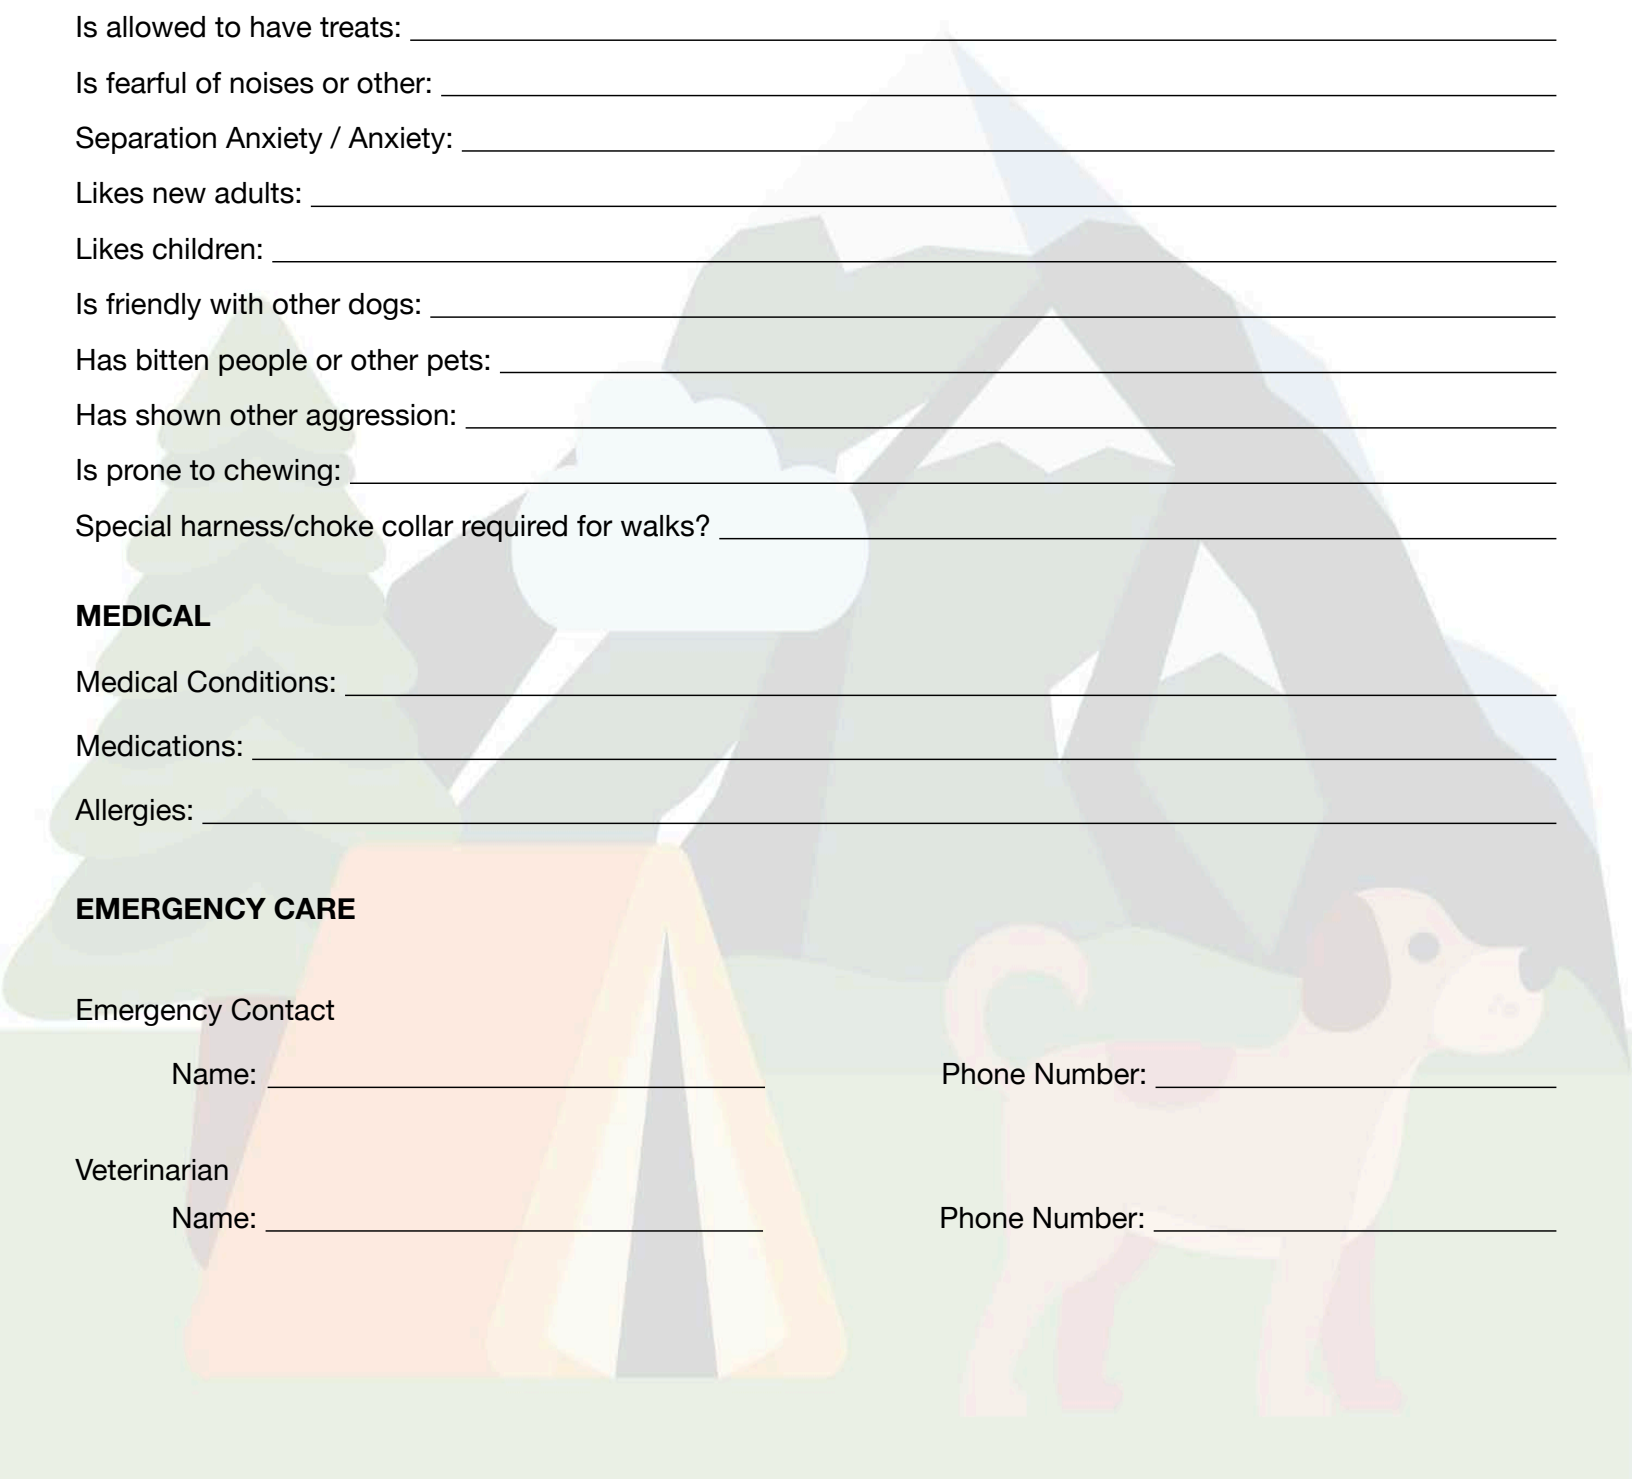 Is allowed to have treats:
Is fearful of noises or other:
Separation Anxiety / Anxiety:
Likes new adults:
Likes children:
Is friendly with other dogs:
Has bitten people or other pets:
Has shown other aggression:
Is prone to chewing:
Special harness/choke collar required for walks?
MEDICAL
Medical Conditions:
Medications:
Allergies:
EMERGENCY CARE
Emergency Contact
Name: Phone Number:
Veterinarian
Name: Phone Number: